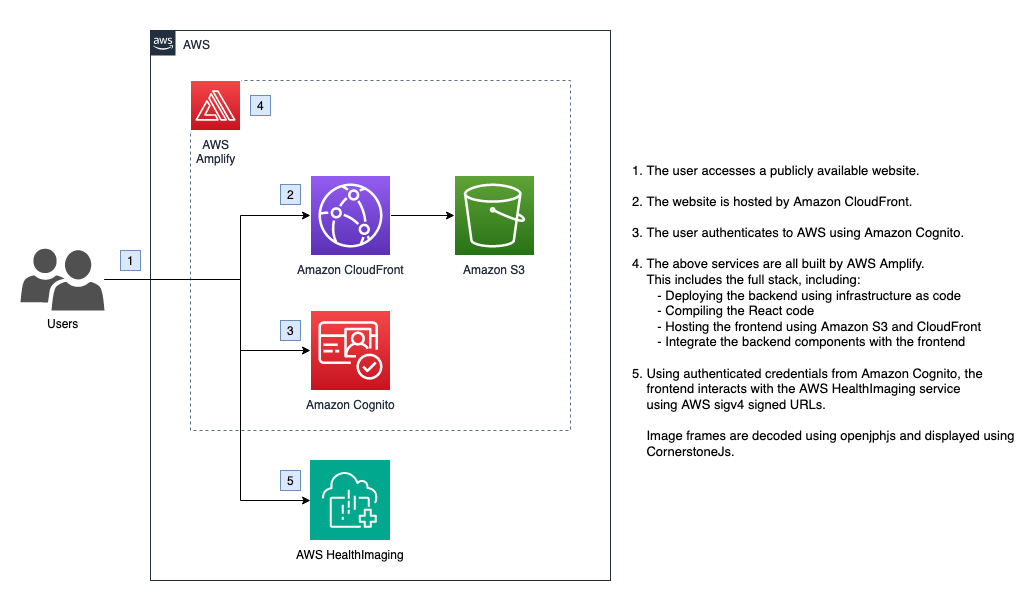 aws
AWS
4
AWS
Amplify
2
Amazon CloudFront
Amazon S3
1
Users
3
Amazon Cognito
5
AWS HealthImaging
1. The user accesses a publicly available website.
2. The website is hosted by Amazon CloudFront.
3. The user authenticates to AWS using Amazon Cognito.
4. The above services are all built by AWS Amplify.
This includes the full stack, including:
- Deploying the backend using infrastructure as code
- Compiling the React code
- Hosting the frontend using Amazon S3 and CloudFront
- Integrate the backend components with the frontend
5. Using authenticated credentials from Amazon Cognito, the
frontend interacts with the AWS HealthImaging service
using AWS sigv4 signed URLs.
Image frames are decoded using openjphjs and displayed using
CornerstoneJs.